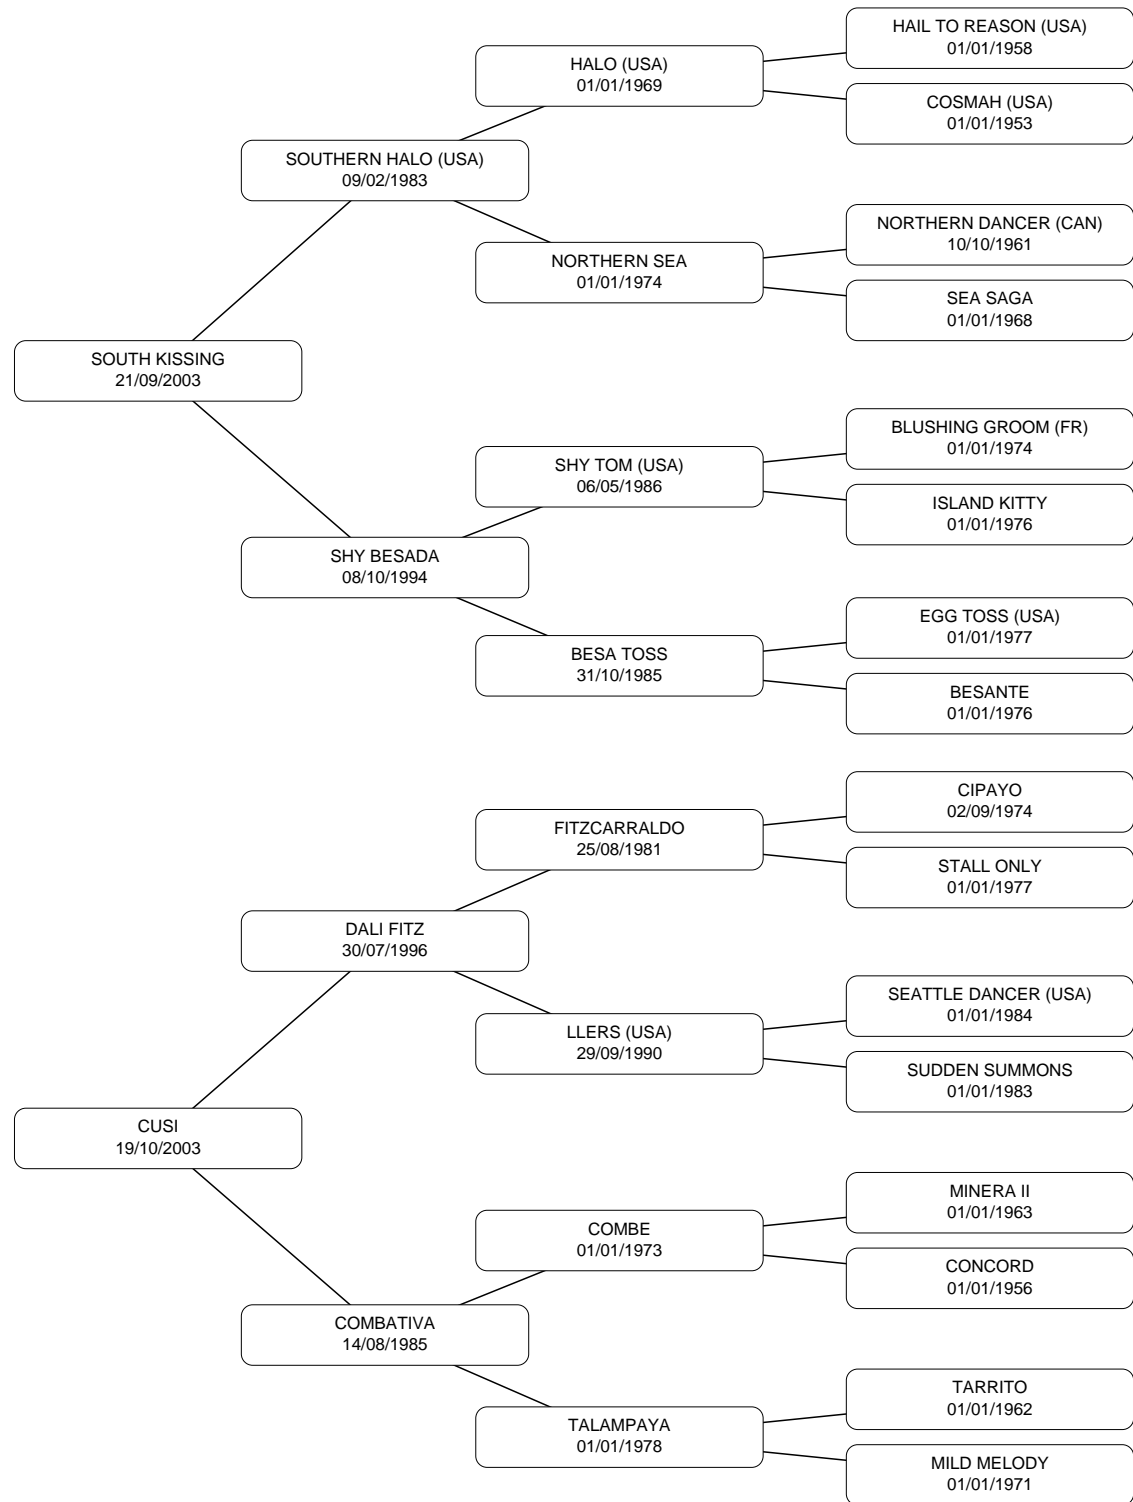 HAIL TO REASON (USA)
01/01/1958
HALO (USA)
01/01/1969
COSMAH (USA)
01/01/1953
SOUTHERN HALO (USA)
09/02/1983
NORTHERN DANCER (CAN)
10/10/1961
NORTHERN SEA
01/01/1974
SEA SAGA
01/01/1968
SOUTH KISSING
21/09/2003
BLUSHING GROOM (FR)
01/01/1974
SHY TOM (USA)
06/05/1986
ISLAND KITTY
01/01/1976
SHY BESADA
08/10/1994
EGG TOSS (USA)
01/01/1977
BESA TOSS
31/10/1985
BESANTE
01/01/1976
CIPAYO
02/09/1974
FITZCARRALDO
25/08/1981
STALL ONLY
01/01/1977
DALI FITZ
30/07/1996
SEATTLE DANCER (USA)
01/01/1984
LLERS (USA)
29/09/1990
SUDDEN SUMMONS
01/01/1983
CUSI
19/10/2003
MINERA II
01/01/1963
COMBE
01/01/1973
CONCORD
01/01/1956
COMBATIVA
14/08/1985
TARRITO
01/01/1962
TALAMPAYA
01/01/1978
MILD MELODY
01/01/1971